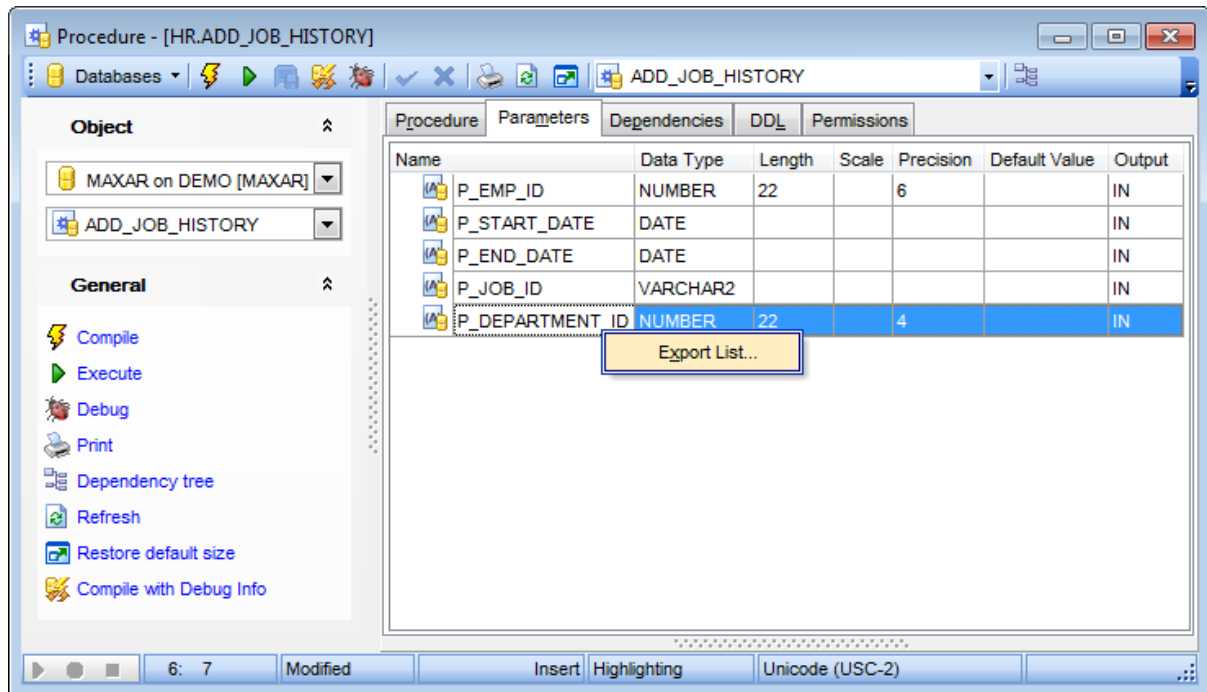 Procedure - [HR.ADD_JOB_HISTORY]
Databases ADD_JOB_HISTORY
Object
MAXAR on DEMO [MAXAR]
ADD_JOB_HISTORY
General
Compile
Execute
Debug
Print
Dependency tree
Refresh
Restore default size
Compile with Debug Info
Procedure Parameters Dependencies DDL Permissions
Name Data Type Length Scale Precision Default Value Output
P_EMP_ID NUMBER 22 6 IN
P_START_DATE DATE IN
P_END_DATE DATE IN
P_JOB_ID VARCHAR2 IN
P_DEPARTMENT_ID NUMBER 22 4 IN
Export List...
6: 7 Modified Insert Highlighting Unicode (USC-2)